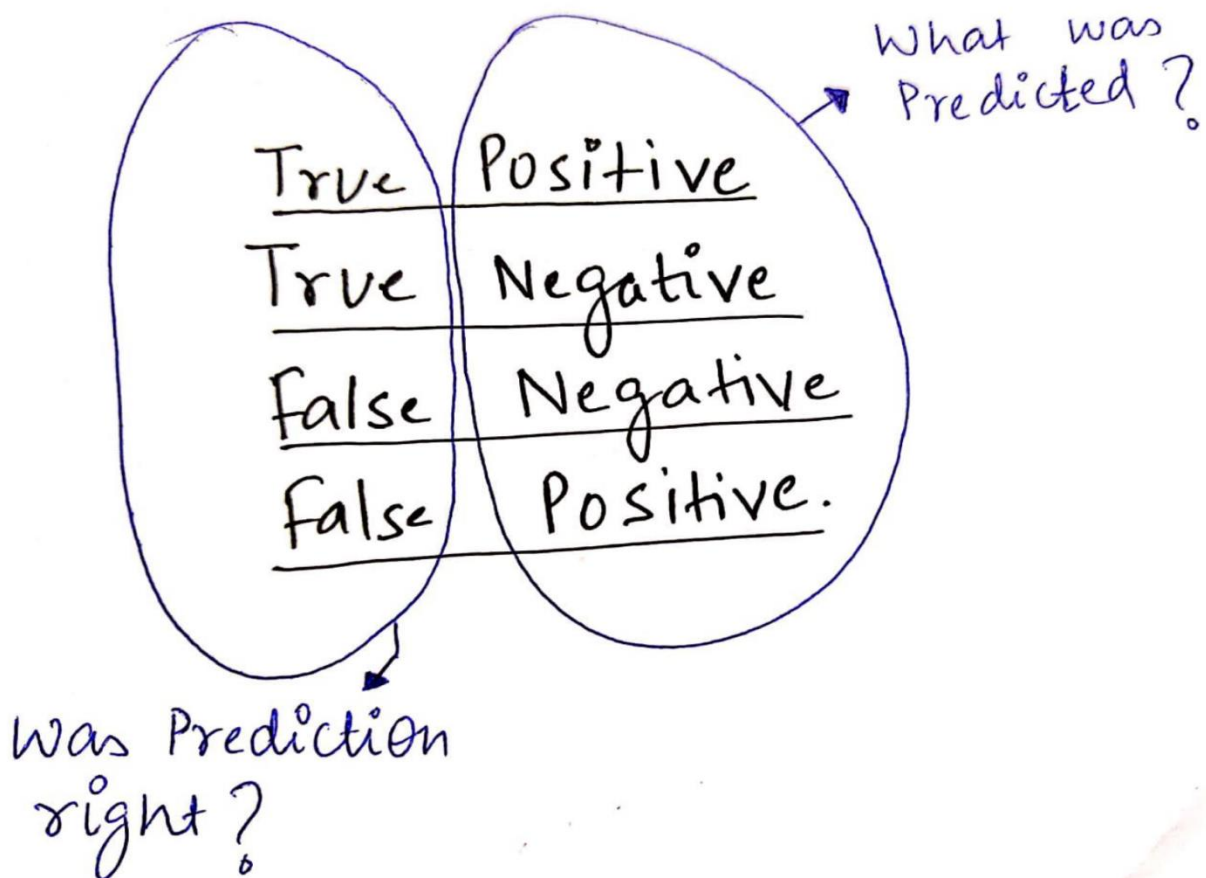 What was
Predicted?
True Positive
True Negative
False Negative
False Positive.
Was Prediction
right?